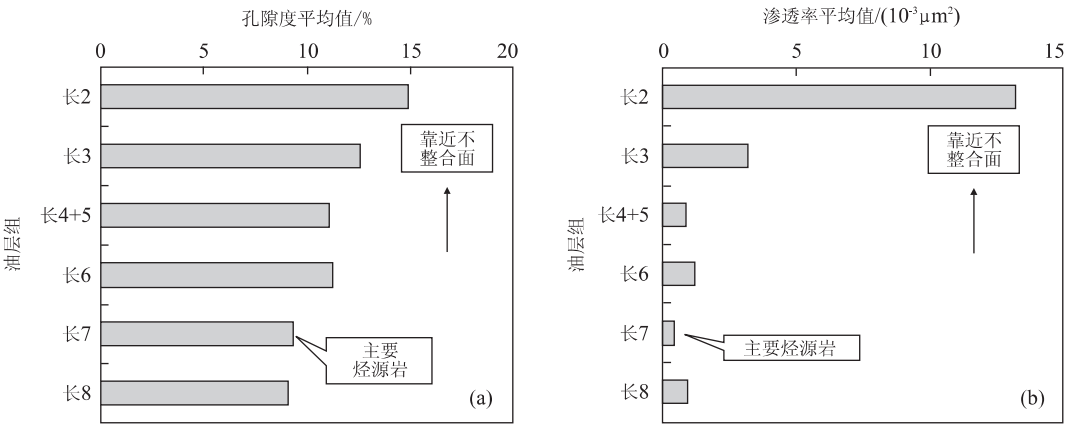 孔隙度平均值/%
0 5 10 15 20
长2
长3
长4+5
长6
长7
长8
油层组
靠近不
整合面
主要
烃源岩
(a)
渗透率平均值/(10-3μm2)
0 5 10 15
长2
长3
长4+5
长6
长7
长8
油层组
靠近不
整合面
主要烃源岩
(b)